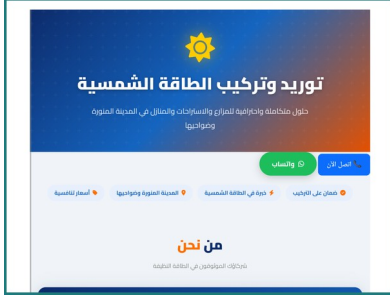 توريد وتركيب الطاقة الشمسية
حلول متكاملة واحترافية للمزارع والاستراحات والمنازل في المدينة المنورة
وضواحيها
اتصل الآن
واتساب
ضمان على التركيب
خبرة في الطاقة الشمسية
المدينة المنورة وضواحيها
أسعار تنافسية
من نحن
شركاؤك الموثوقون في الطاقة النظيفة